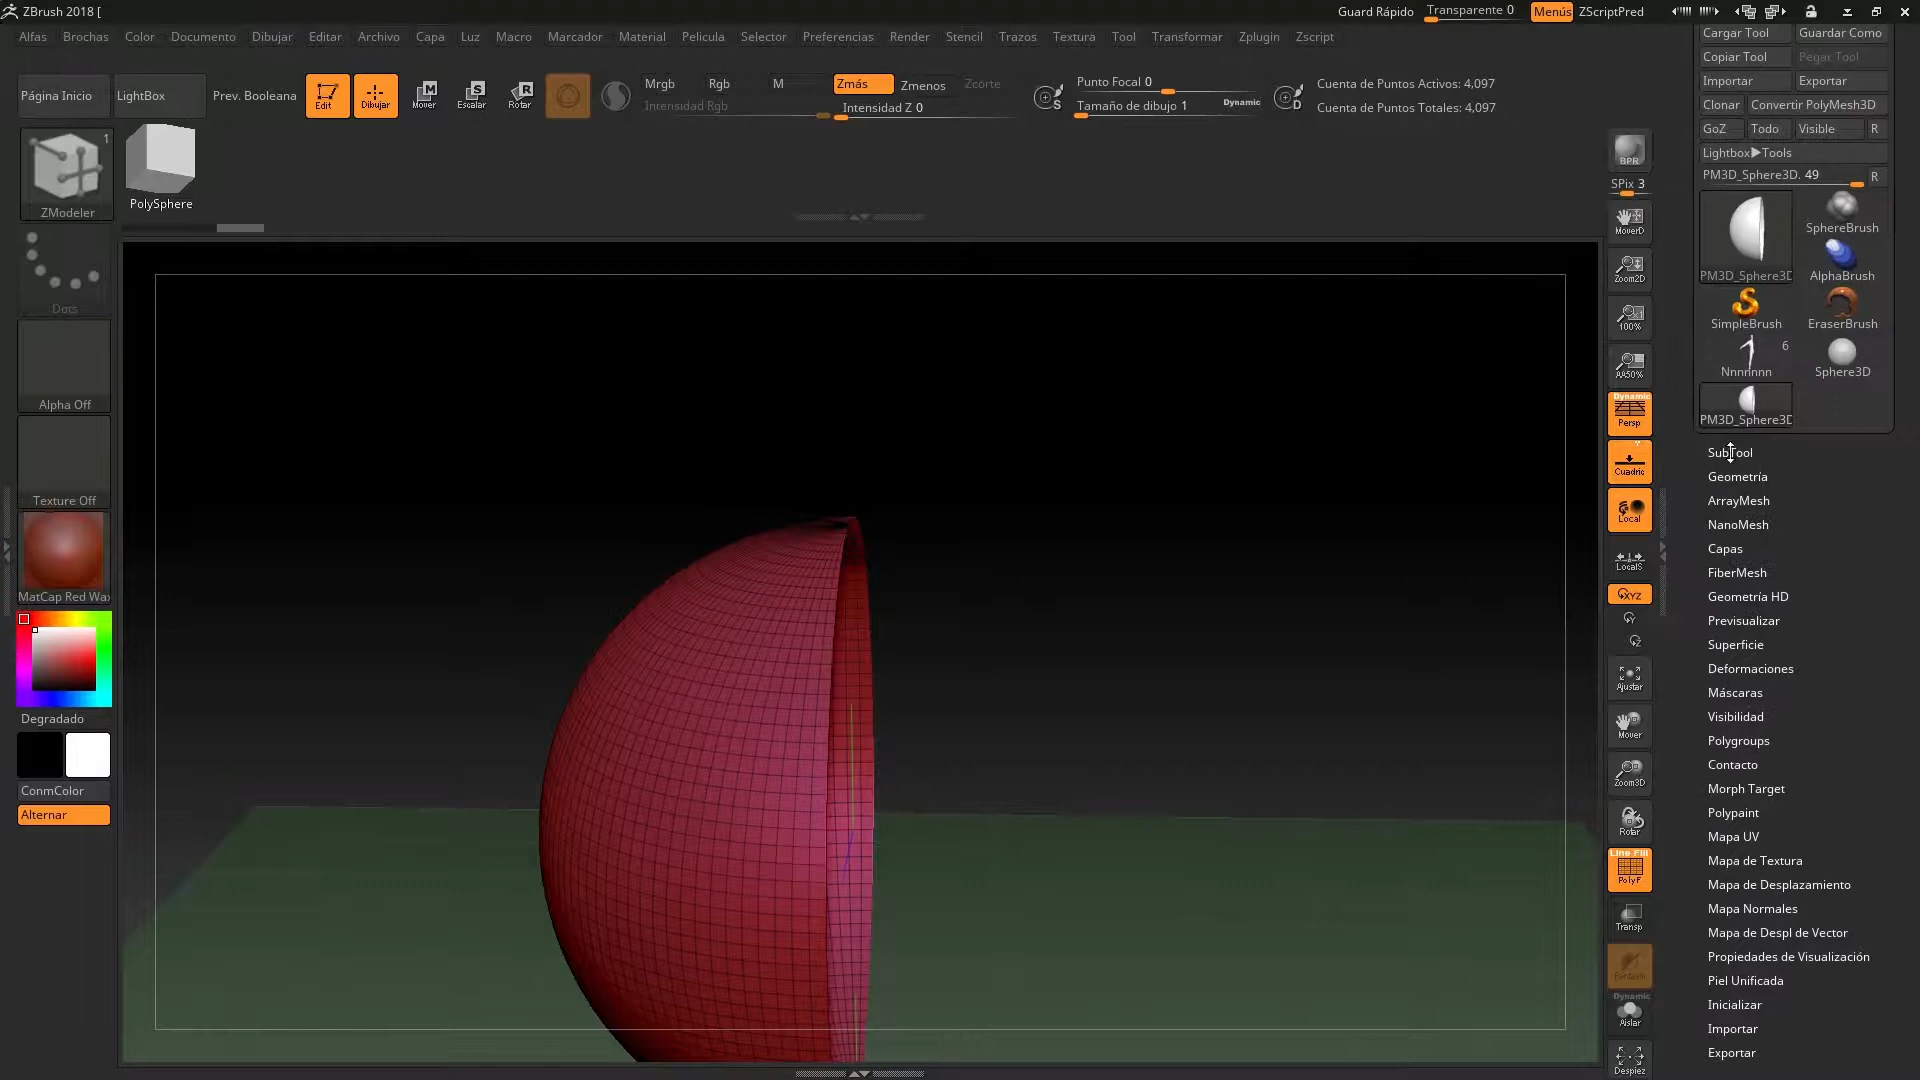 ZBrush 2018 [
Guard Rápido
Transparente 0
Menús
ZScriptPred
Alfas
Brochas
Color
Documento
Dibujar
Editar
Archivo
Capa
Luz
Macro
Marcador
Material
Pelicula
Selector
Preferencias
Render
Stencil
Trazos
Textura
Tool
Transformar
Zplugin
Zscript
Página Inicio
LightBox
Prev. Booleana
Edit
Dibujar
Mover
Escalar
Rotar
Mrgb
Rgb
M
Zmás
Zmenos
Zcorte
Intensidad Rgb
Intensidad Z 0
Punto Focal 0
Tamaño de dibujo 1
Dynamic
Cuenta de Puntos Activos: 4,097
Cuenta de Puntos Totales: 4,097
1
ZModeler
PolySphere
Dots
Alpha Off
Texture Off
MatCap Red Wax
Degradado
ConmColor
Alternar
BPR
SPix 3
MoverD
Zoom2D
100%
AA50%
Dynamic
Persp
Cuadric
Local
LocalS
XYZ
Ajustar
Mover
Zoom3D
Rotar
Line Fill
PolyF
Transp
Dynamic
Aislar
Despiez
Cargar Tool
Guardar Como
Copiar Tool
Pegar Tool
Importar
Exportar
Clonar
Convertir PolyMesh3D
GoZ
Todo
Visible
R
Lightbox▶Tools
PM3D_Sphere3D. 49
R
PM3D_Sphere3D
SphereBrush
AlphaBrush
SimpleBrush
EraserBrush
6
Nnnnnnn
Sphere3D
PM3D_Sphere3D
SubTool
Geometría
ArrayMesh
NanoMesh
Capas
FiberMesh
Geometría HD
Previsualizar
Superficie
Deformaciones
Máscaras
Visibilidad
Polygroups
Contacto
Morph Target
Polypaint
Mapa UV
Mapa de Textura
Mapa de Desplazamiento
Mapa Normales
Mapa de Despl de Vector
Propiedades de Visualización
Piel Unificada
Inicializar
Importar
Exportar